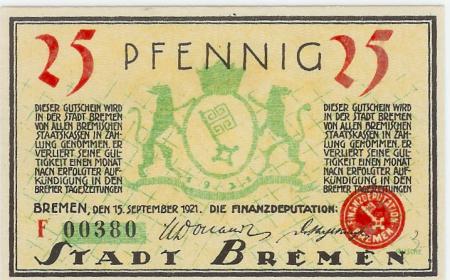 25 PFENNIG 25
DIESER GUTSCHEIN WIRD
IN DER STADT BREMEN
VON ALLEN BREMISCHEN
STAATSKASSEN IN ZAH-
LUNG GENOMMEN. ER
VERLIERT SEINE GÜL-
TIGKEIT EINEN MONAT
NACH ERFOLGTER AUF-
KÜNDIGUNG IN DEN
BREMER TAGEZEITUNGEN
DIESER GUTSCHEIN WIRD
IN DER STADT BREMEN
VON ALLEN BREMISCHEN
STAATSKASSEN IN ZAH-
LUNG GENOMMEN. ER
VERLIERT SEINE GÜL-
TIGKEIT EINEN MONAT
NACH ERFOLGTER AUF-
KÜNDIGUNG IN DEN
BREMER TAGEZEITUNGEN
1921
BREMEN, DEN 15. SEPTEMBER 1921. DIE FINANZDEPUTATION:
F 00380
FINANZDEPUTATION
BREMEN
STADT BREMEN